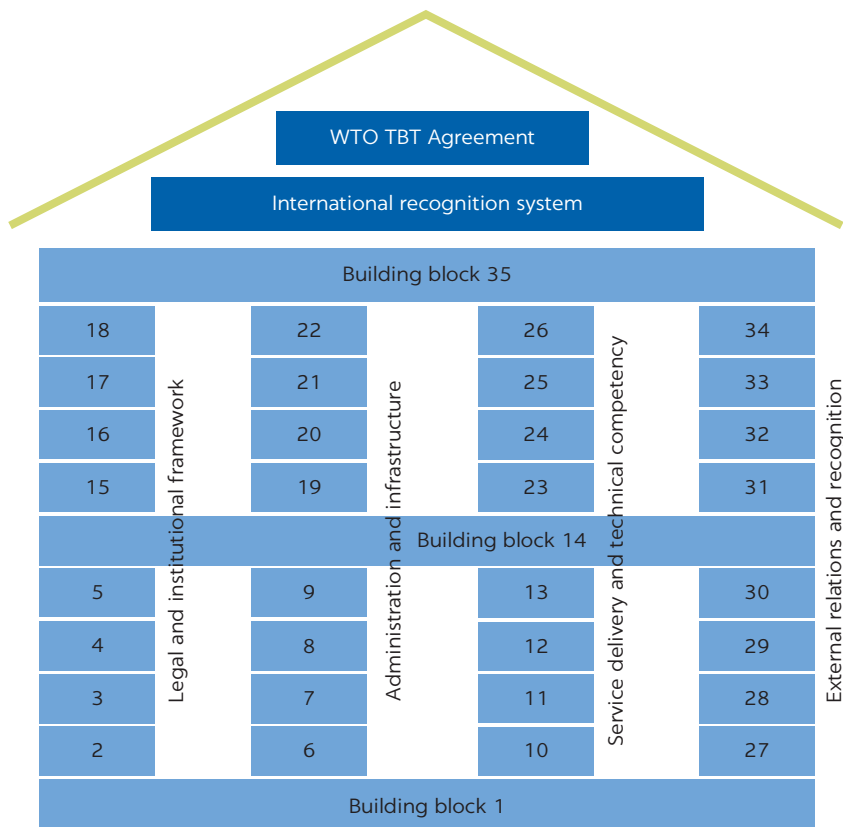 WTO TBT Agreement
International recognition system
Building block 35
18 22 26 34
17 21 25 33
16 20 24 32
15 19 23 31
Building block 14
5 9 13 30
4 8 12 29
3 7 11 28
2 6 10 27
Building block 1
Legal and institutional framework
Administration and infrastructure
Service delivery and technical competency
External relations and recognition